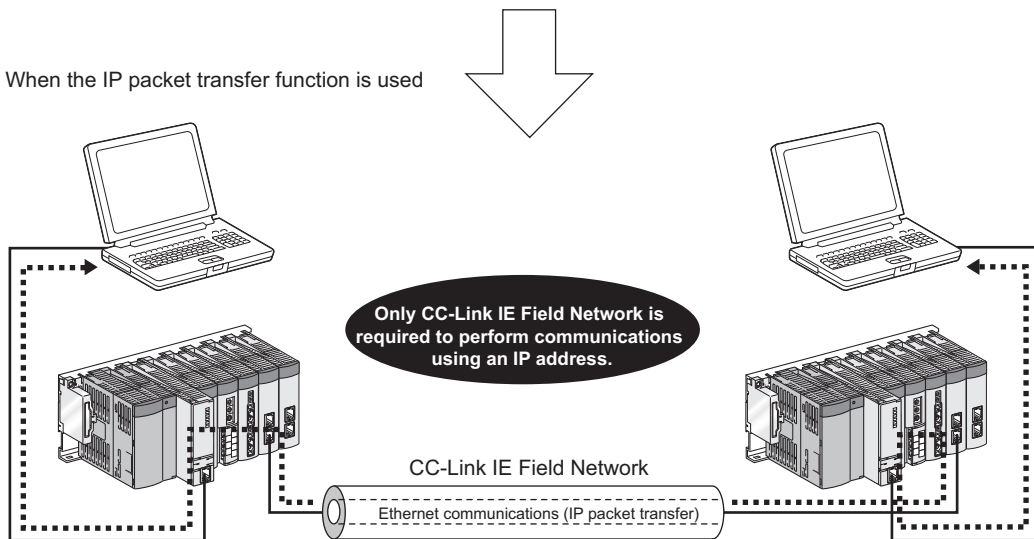 When the IP packet transfer function is used
Only CC-Link IE Field Network is
required to perform communications
using an IP address.
CC-Link IE Field Network
Ethernet communications (IP packet transfer)